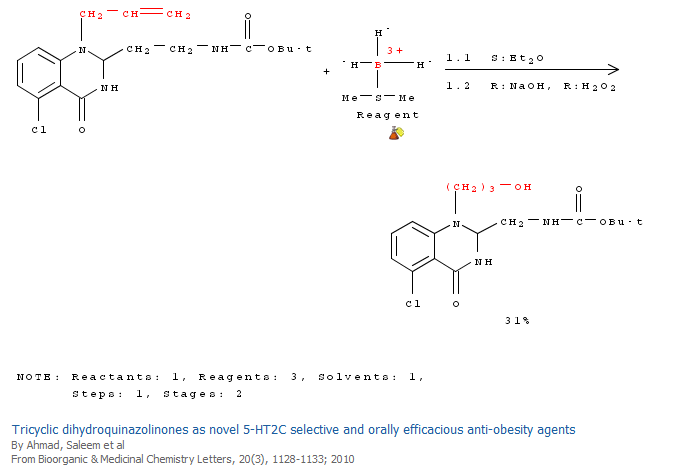 CH2 — CH = CH2
N CH2 — CH2 — NH — C — OBu-t
O
NH
Cl O
+
H-
3+
-H — B — H-
Me — S — Me
Reagent
1.1 S:Et2O
1.2 R:NaOH, R:H2O2
(CH2)3 — OH
N CH2 — NH — C — OBu-t
O
NH
Cl O
31%
NOTE: Reactants: 1, Reagents: 3, Solvents: 1,
Steps: 1, Stages: 2
Tricyclic dihydroquinazolinones as novel 5-HT2C selective and orally efficacious anti-obesity agents
By Ahmad, Saleem et al
From Bioorganic & Medicinal Chemistry Letters, 20(3), 1128-1133; 2010